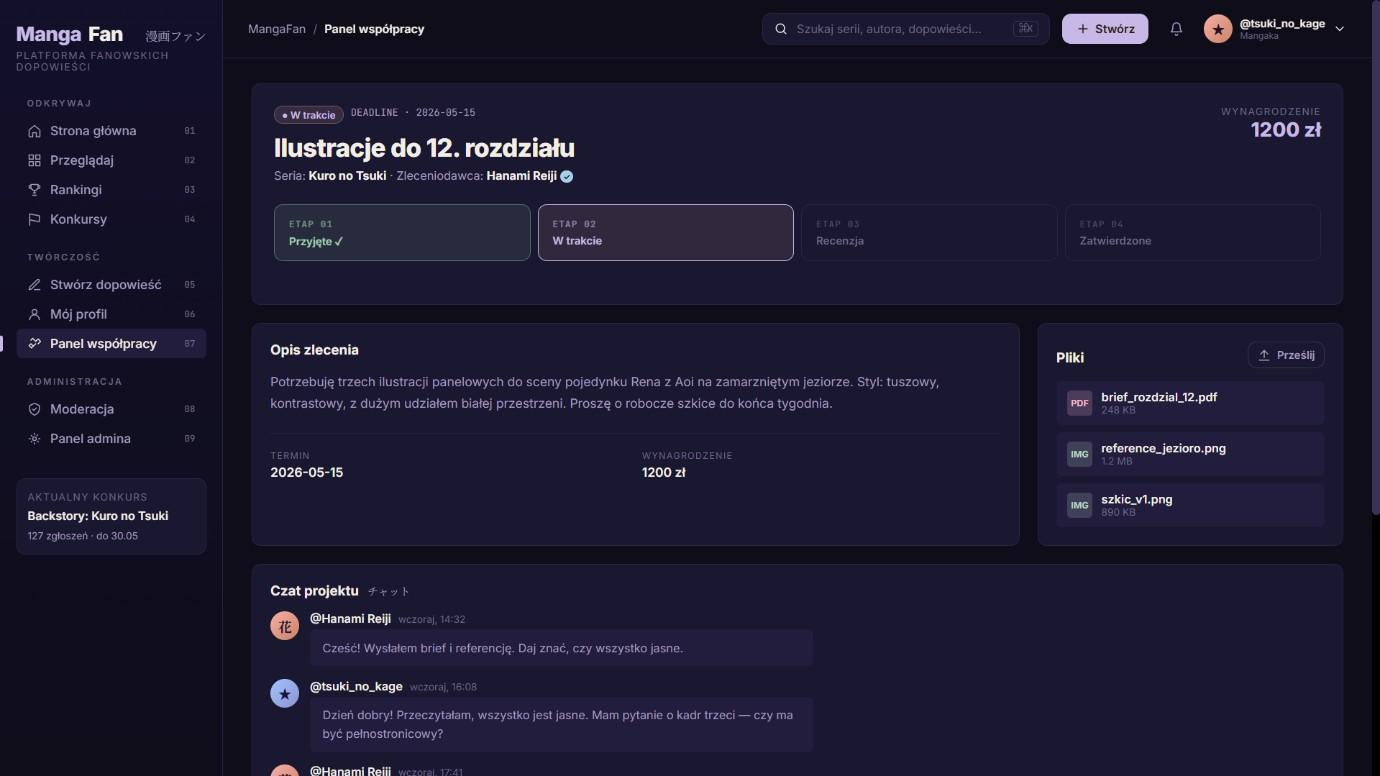 Manga Fan 漫画ファン
PLATFORMA FANOWSKICH
DOPOWIEŚCI
ODKRYWAJ
Strona główna 01
Przeglądaj 02
Rankingi 03
Konkursy 04
TWÓRCZOŚĆ
Stwórz dopowieść 05
Mój profil 06
Panel współpracy 07
ADMINISTRACJA
Moderacja 08
Panel admina 09
AKTUALNY KONKURS
Backstory: Kuro no Tsuki
127 zgłoszeń · do 30.05
MangaFan / Panel współpracy
Szukaj serii, autora, dopowieści... ⌘K
+ Stwórz
@tsuki_no_kage
Mangaka
• W trakcie DEADLINE · 2026-05-15
WYNAGRODZENIE
1200 zł
Ilustracje do 12. rozdziału
Seria: Kuro no Tsuki · Zleceniodawca: Hanami Reiji
ETAP 01
Przyjęte ✓
ETAP 02
W trakcie
ETAP 03
Recenzja
ETAP 04
Zatwierdzone
Opis zlecenia
Potrzebuję trzech ilustracji panelowych do sceny pojedynku Rena z Aoi na zamarzniętym jeziorze. Styl: tuszowy,
kontrastowy, z dużym udziałem białej przestrzeni. Proszę o robocze szkice do końca tygodnia.
TERMIN
2026-05-15
WYNAGRODZENIE
1200 zł
Pliki
Prześlij
PDF
brief_rozdzial_12.pdf
248 KB
IMG
reference_jezioro.png
1.2 MB
IMG
szkic_v1.png
890 KB
Czat projektu チャット
花
@Hanami Reiji wczoraj, 14:32
Cześć! Wysłałem brief i referencję. Daj znać, czy wszystko jasne.
@tsuki_no_kage wczoraj, 16:08
Dzień dobry! Przeczytałam, wszystko jest jasne. Mam pytanie o kadr trzeci — czy ma
być pełnostronicowy?
@Hanami Reiji wczoraj, 17:41